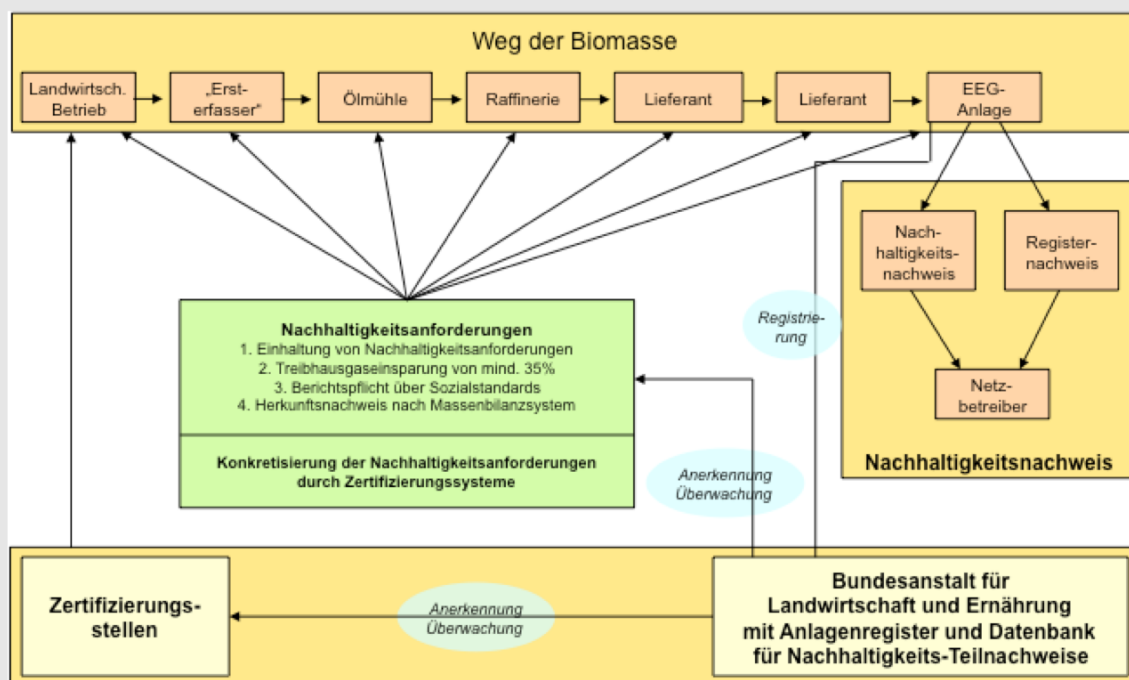 Weg der Biomasse
Landwirtsch.
Betrieb
„Erst-
erfasser“
Ölmühle
Raffinerie
Lieferant
Lieferant
EEG-
Anlage
Nach-
haltigkeits-
nachweis
Register-
nachweis
Netz-
betreiber
Nachhaltigkeitsnachweis
Registrie-
rung
Nachhaltigkeitsanforderungen
1. Einhaltung von Nachhaltigkeitsanforderungen
2. Treibhausgaseinsparung von mind. 35%
3. Berichtspflicht über Sozialstandards
4. Herkunftsnachweis nach Massenbilanzsystem
Konkretisierung der Nachhaltigkeitsanforderungen
durch Zertifizierungssysteme
Anerkennung
Überwachung
Zertifizierungs-
stellen
Anerkennung
Überwachung
Bundesanstalt für
Landwirtschaft und Ernährung
mit Anlagenregister und Datenbank
für Nachhaltigkeits-Teilnachweise